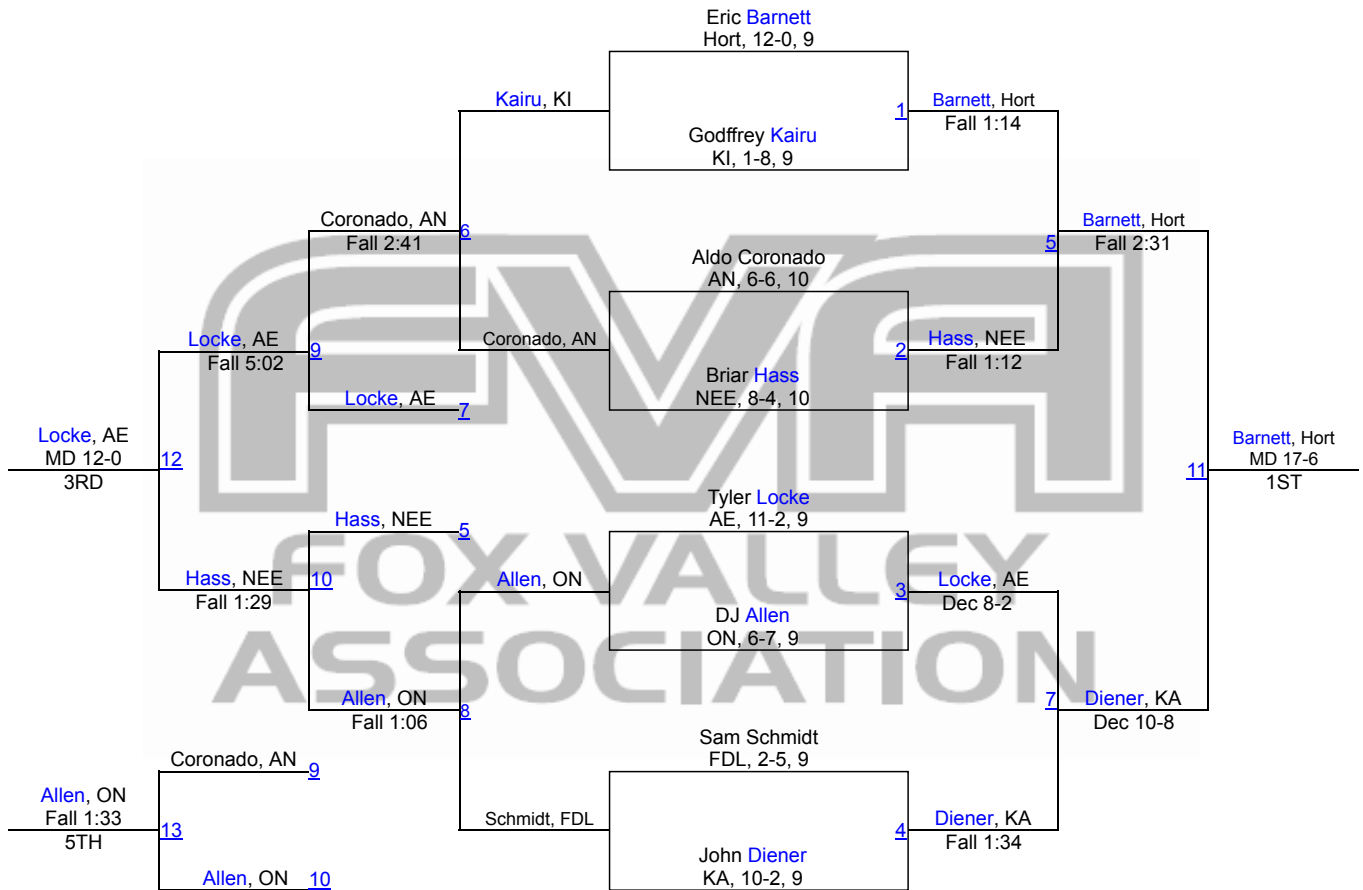 Eric Barnett
Hort, 12-0, 9
Kairu, KI
1
Barnett, Hort
Fall 1:14
Godffrey Kairu
KI, 1-8, 9
Coronado, AN
Fall 2:41
6
5
Barnett, Hort
Fall 2:31
Aldo Coronado
AN, 6-6, 10
Locke, AE
Fall 5:02
9
Coronado, AN
2
Hass, NEE
Fall 1:12
Briar Hass
NEE, 8-4, 10
Locke, AE
7
Locke, AE
MD 12-0
3RD
12
11
Barnett, Hort
MD 17-6
1ST
Tyler Locke
AE, 11-2, 9
Hass, NEE
5
FOX VALLEY
ASSOCIATION
FVA
Hass, NEE
Fall 1:29
10
Allen, ON
3
Locke, AE
Dec 8-2
DJ Allen
ON, 6-7, 9
Allen, ON
Fall 1:06
8
7
Diener, KA
Dec 10-8
Sam Schmidt
FDL, 2-5, 9
Coronado, AN
9
Allen, ON
Fall 1:33
5TH
13
Schmidt, FDL
4
Diener, KA
Fall 1:34
John Diener
KA, 10-2, 9
Allen, ON
10